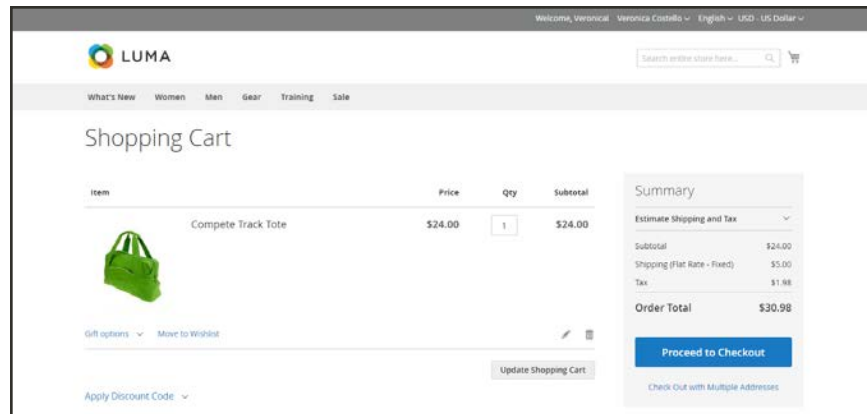 Welcome, Veronica! Veronica Costello English USD - US Dollar
LUMA
Search entire store here...
What's New Women Men Gear Training Sale
Shopping Cart
Item Price Qty Subtotal
Compete Track Tote $24.00 1 $24.00
Gift options Move to Wishlist
Update Shopping Cart
Apply Discount Code
Summary
Estimate Shipping and Tax
Subtotal $24.00
Shipping (Flat Rate - Fixed) $5.00
Tax $1.98
Order Total $30.98
Proceed to Checkout
Check Out with Multiple Addresses